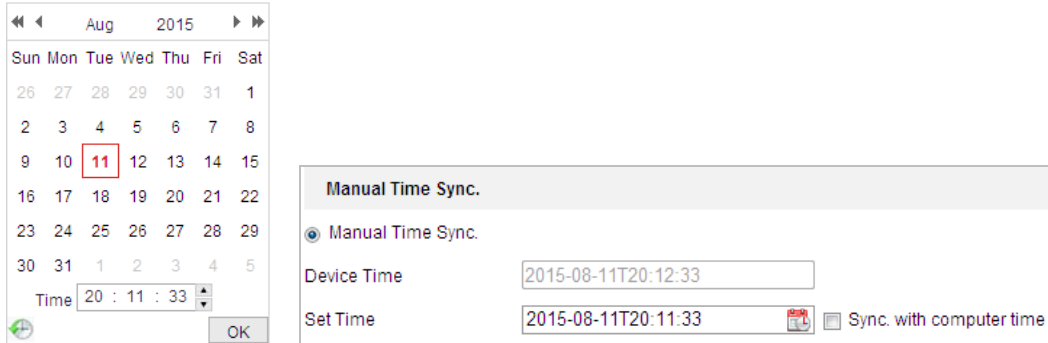 Aug 2015
Sun Mon Tue Wed Thu Fri Sat
26 27 28 29 30 31 1
2 3 4 5 6 7 8
9 10 11 12 13 14 15
16 17 18 19 20 21 22
23 24 25 26 27 28 29
30 31 1 2 3 4 5
Time 20 : 11 : 33
OK
Manual Time Sync.
Manual Time Sync.
Device Time 2015-08-11T20:12:33
Set Time 2015-08-11T20:11:33 Sync. with computer time